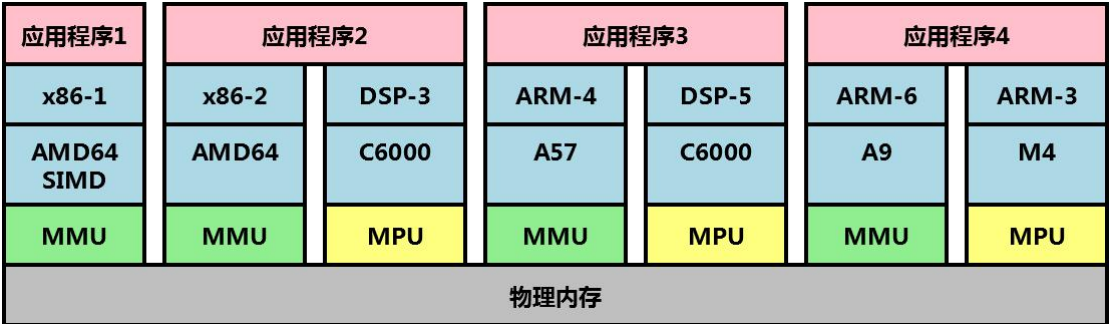 应用程序1 应用程序2 应用程序3 应用程序4
x86-1 x86-2 DSP-3 ARM-4 DSP-5 ARM-6 ARM-3
AMD64 AMD64 C6000 A57 C6000 A9 M4
SIMD
MMU MMU MPU MMU MPU MMU MPU
物理内存